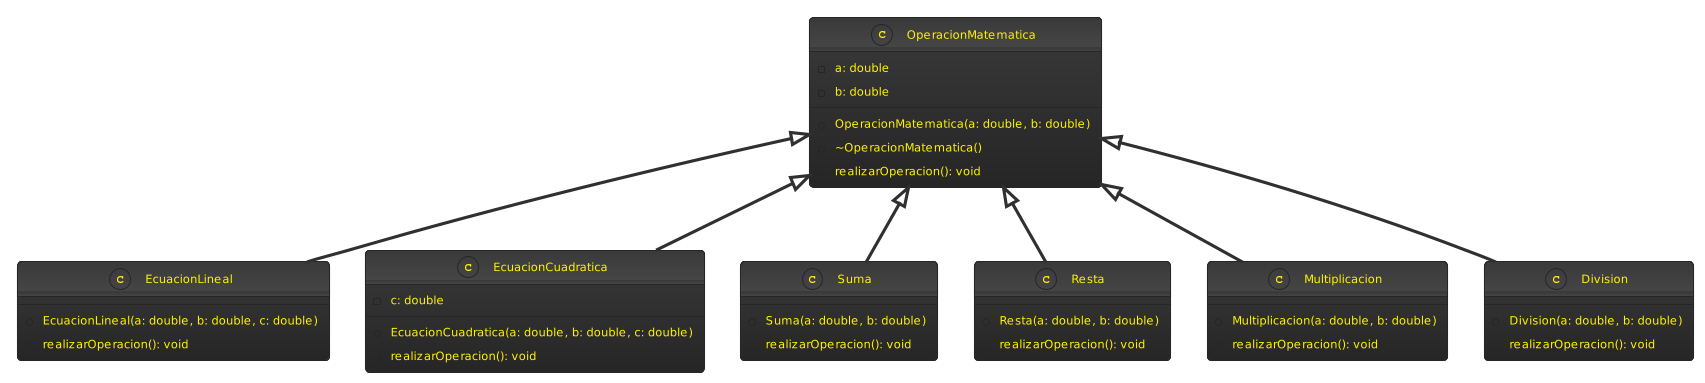 C OperacionMatematica
a: double
b: double
OperacionMatematica(a: double, b: double)
~OperacionMatematica()
realizarOperacion(): void
C EcuacionLineal
EcuacionLineal(a: double, b: double, c: double)
realizarOperacion(): void
C EcuacionCuadratica
c: double
EcuacionCuadratica(a: double, b: double, c: double)
realizarOperacion(): void
C Suma
Suma(a: double, b: double)
realizarOperacion(): void
C Resta
Resta(a: double, b: double)
realizarOperacion(): void
C Multiplicacion
Multiplicacion(a: double, b: double)
realizarOperacion(): void
C Division
Division(a: double, b: double)
realizarOperacion(): void